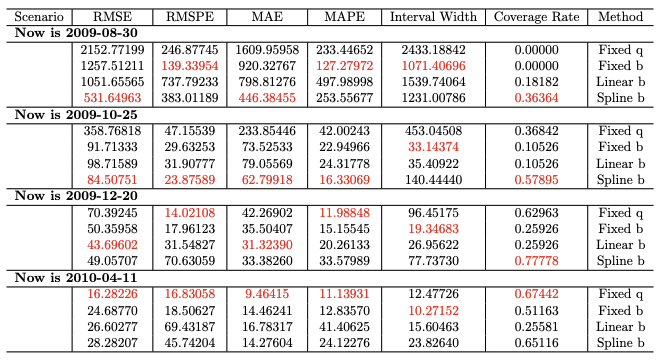 Scenario RMSE RMSPE MAE MAPE Interval Width Coverage Rate Method
Now is 2009-08-30
2152.77199 246.87745 1609.95958 233.44652 2433.18842 0.00000 Fixed q
1257.51211 139.33954 920.32767 127.27972 1071.40696 0.00000 Fixed b
1051.65565 737.79233 798.81276 497.98998 1539.74064 0.18182 Linear b
531.64963 383.01189 446.38455 253.55677 1231.00786 0.36364 Spline b
Now is 2009-10-25
358.76818 47.15539 233.85446 42.00243 453.04508 0.36842 Fixed q
91.71333 29.63253 73.52533 22.94966 33.14374 0.10526 Fixed b
98.71589 31.90777 79.05569 24.31778 35.40922 0.10526 Linear b
84.50751 23.87589 62.79918 16.33069 140.44440 0.57895 Spline b
Now is 2009-12-20
70.39245 14.02108 42.26902 11.98848 96.45175 0.62963 Fixed q
50.35958 17.96123 35.50407 15.15545 19.34683 0.25926 Fixed b
43.69602 31.54827 31.32390 20.26133 26.95622 0.25926 Linear b
49.05707 70.63059 33.38260 33.57989 77.73730 0.77778 Spline b
Now is 2010-04-11
16.28226 16.83058 9.46415 11.13931 12.47726 0.67442 Fixed q
24.68770 18.50627 14.46241 12.83570 10.27152 0.51163 Fixed b
26.60277 69.43187 16.78317 41.40625 15.60463 0.25581 Linear b
28.28207 45.74204 14.27604 24.12276 23.82640 0.65116 Spline b